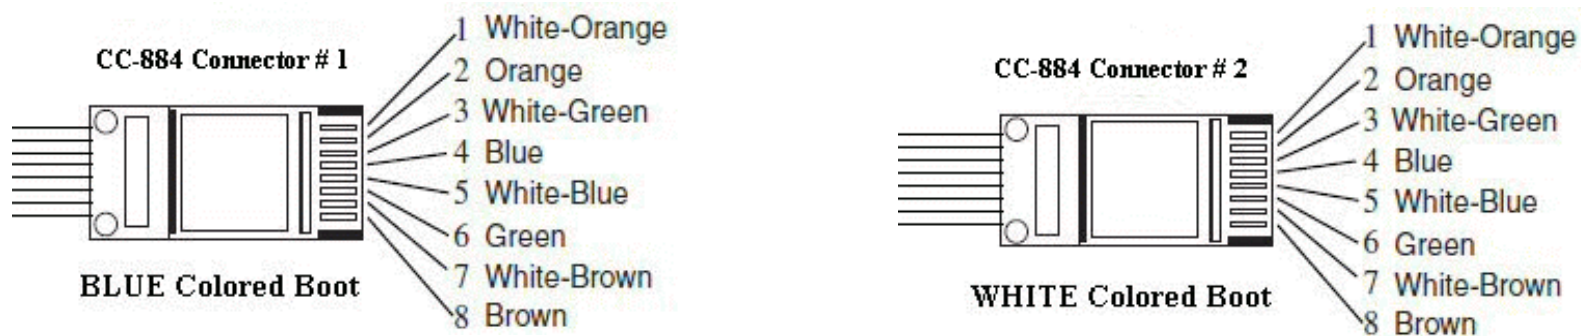 CC-884 Connector # 1
1 White-Orange
2 Orange
3 White-Green
4 Blue
5 White-Blue
6 Green
7 White-Brown
8 Brown
BLUE Colored Boot
CC-884 Connector # 2
1 White-Orange
2 Orange
3 White-Green
4 Blue
5 White-Blue
6 Green
7 White-Brown
8 Brown
WHITE Colored Boot